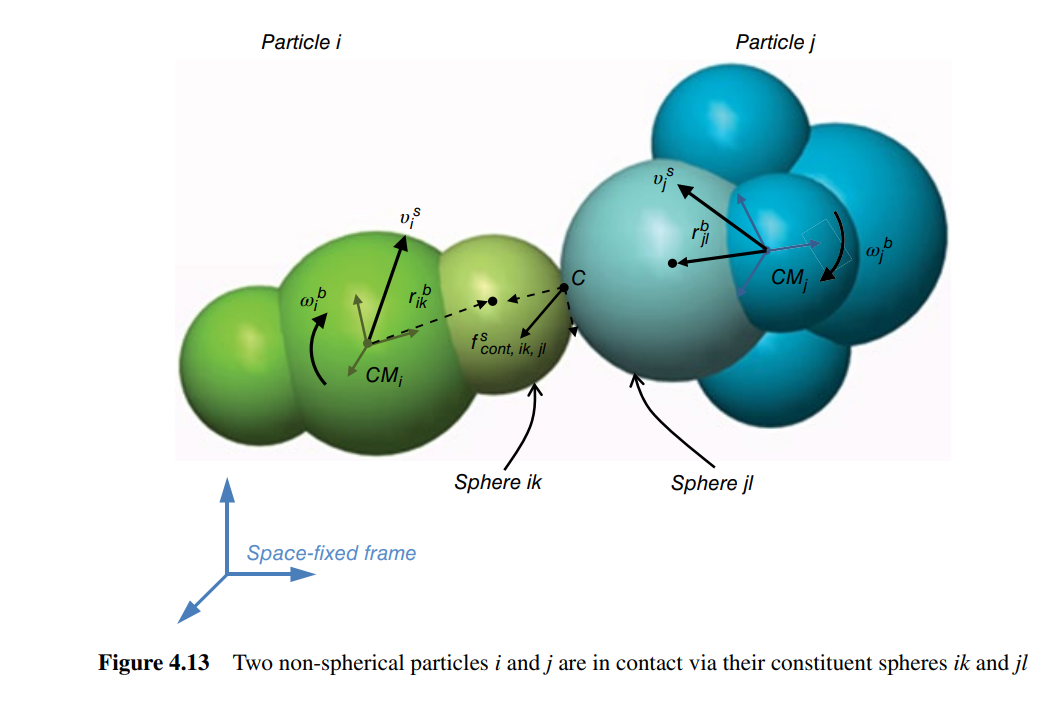 Particle i
Particle j
υ_i^s
υ_j^s
r_jl^b
ω_j^b
CM_j
C
ω_i^b
r_ik^b
f^s_cont, ik, jl
CM_i
Sphere ik
Sphere jl
Space-fixed frame
Figure 4.13 Two non-spherical particles i and j are in contact via their constituent spheres ik and jl